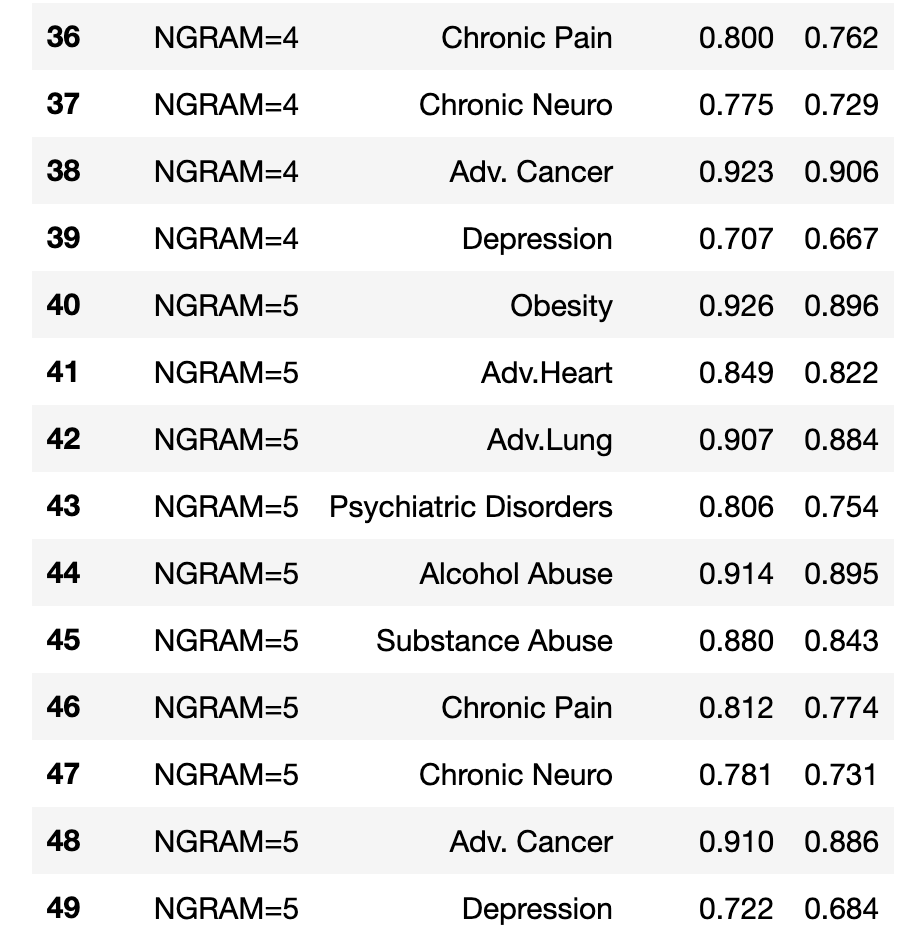 36 NGRAM=4 Chronic Pain 0.800 0.762
37 NGRAM=4 Chronic Neuro 0.775 0.729
38 NGRAM=4 Adv. Cancer 0.923 0.906
39 NGRAM=4 Depression 0.707 0.667
40 NGRAM=5 Obesity 0.926 0.896
41 NGRAM=5 Adv.Heart 0.849 0.822
42 NGRAM=5 Adv.Lung 0.907 0.884
43 NGRAM=5 Psychiatric Disorders 0.806 0.754
44 NGRAM=5 Alcohol Abuse 0.914 0.895
45 NGRAM=5 Substance Abuse 0.880 0.843
46 NGRAM=5 Chronic Pain 0.812 0.774
47 NGRAM=5 Chronic Neuro 0.781 0.731
48 NGRAM=5 Adv. Cancer 0.910 0.886
49 NGRAM=5 Depression 0.722 0.684